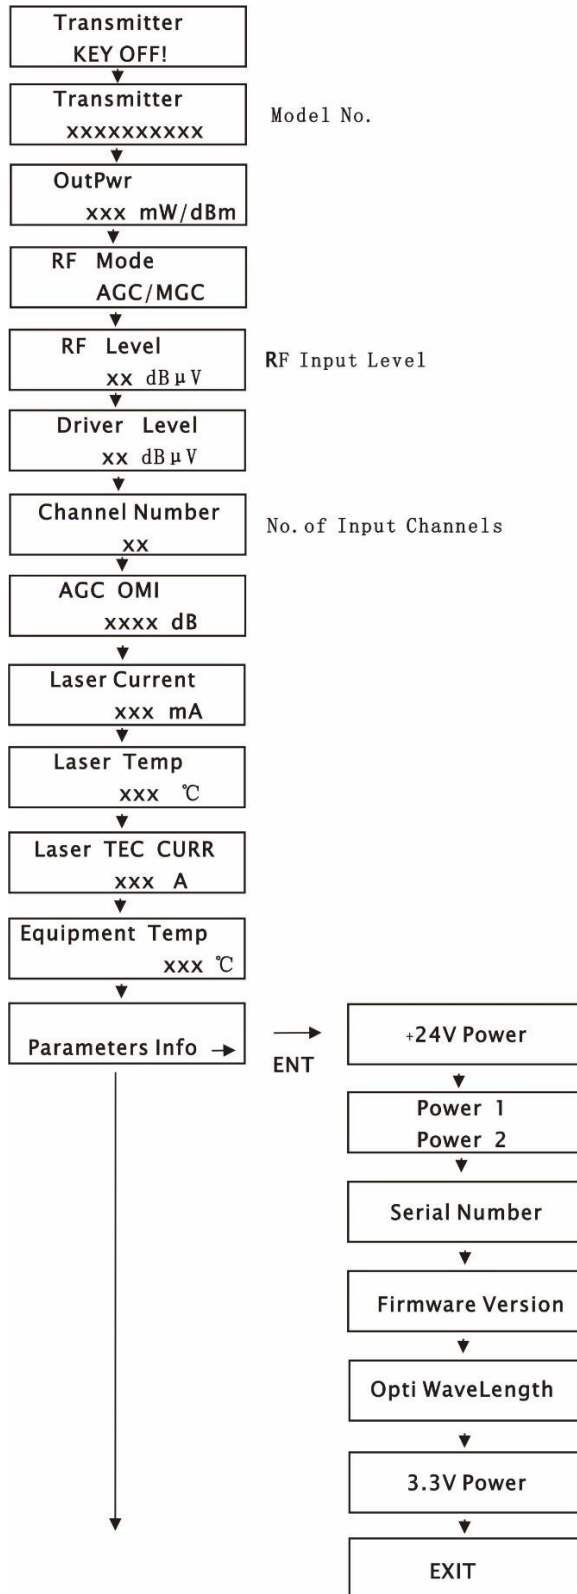 Transmitter
KEY OFF!
Transmitter
xxxxxxxxxx
Model No.
OutPwr
xxx mW/dBm
RF Mode
AGC/MGC
RF Level
xx dBμV
RF Input Level
Driver Level
xx dBμV
Channel Number
xx
No. of Input Channels
AGC OMI
xxxx dB
Laser Current
xxx mA
Laser Temp
xxx ℃
Laser TEC CURR
xxx A
Equipment Temp
xxx ℃
Parameters Info →
ENT
+24V Power
Power 1
Power 2
Serial Number
Firmware Version
Opti WaveLength
3.3V Power
EXIT